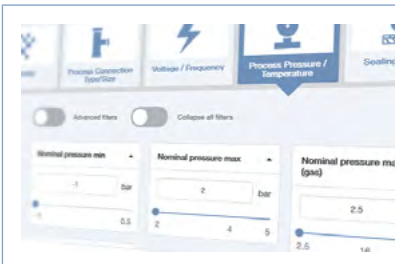 Process Connection
Type/Size
Voltage / Frequency
Process Pressure /
Temperature
Sealing
Advanced filters
Collapse all filters
Nominal pressure min
Nominal pressure max
Nominal pressure ma
(gas)
-1
bar
2
bar
2.5
-1
0.5
2
4
5
2.5
16